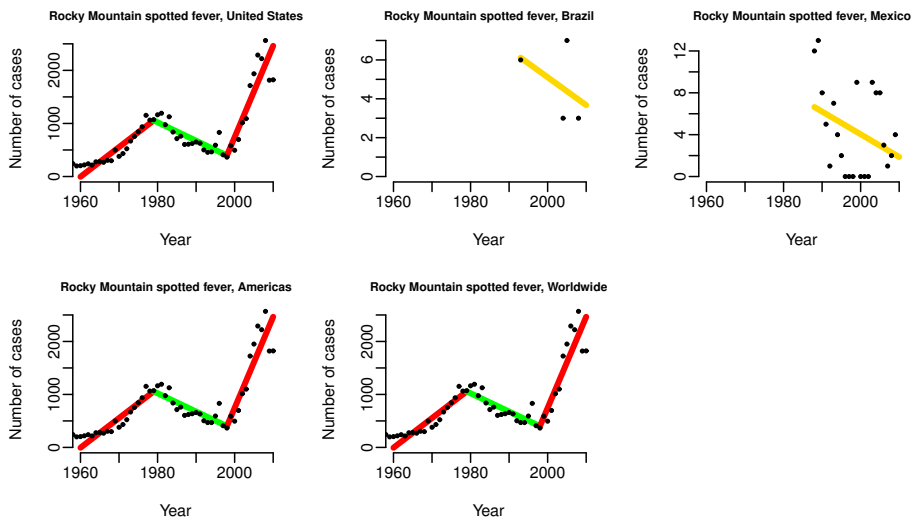 Rocky Mountain spotted fever, United States
Number of cases
0
1000
2000
1960 1980 2000
Year
Rocky Mountain spotted fever, Brazil
Number of cases
0
2
4
6
1960 1980 2000
Year
Rocky Mountain spotted fever, Mexico
Number of cases
0
4
8
12
1960 1980 2000
Year
Rocky Mountain spotted fever, Americas
Number of cases
0
1000
2000
1960 1980 2000
Year
Rocky Mountain spotted fever, Worldwide
Number of cases
0
1000
2000
1960 1980 2000
Year